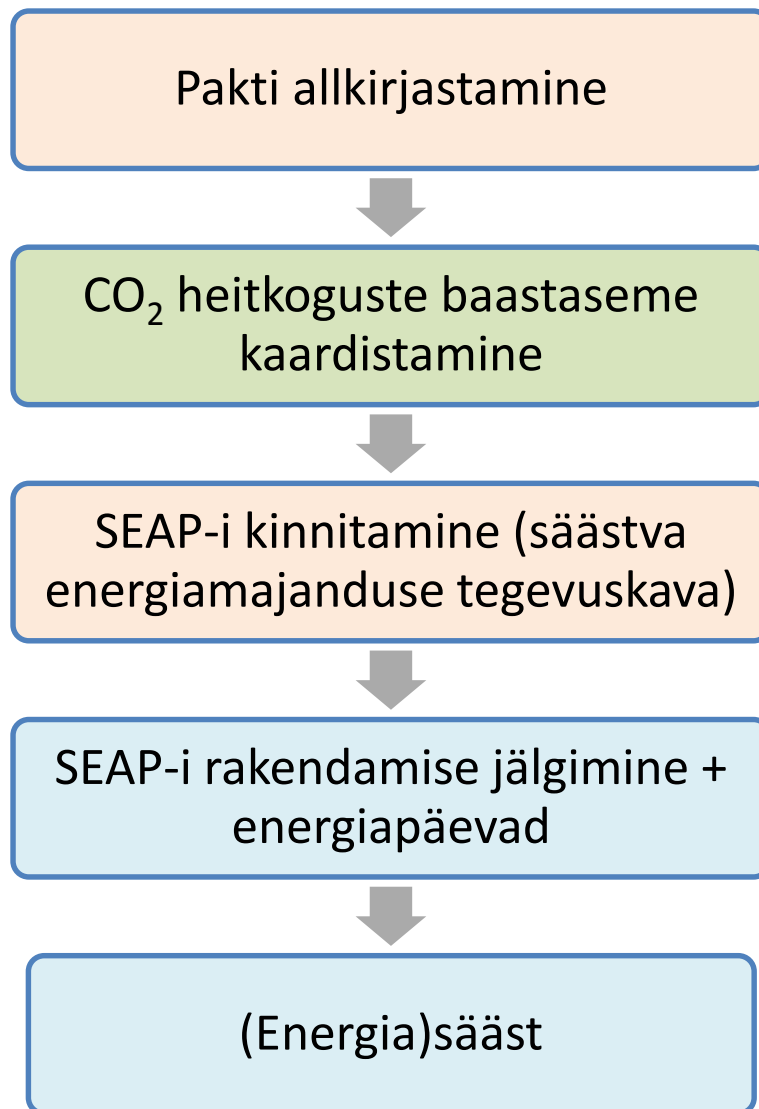 Pakti allkirjastamine
CO₂ heitkoguste baastaseme
kaardistamine
SEAP-i kinnitamine (säästva
energiamajanduse tegevuskava)
SEAP-i rakendamise jälgimine +
energiapäevad
(Energia)sääst